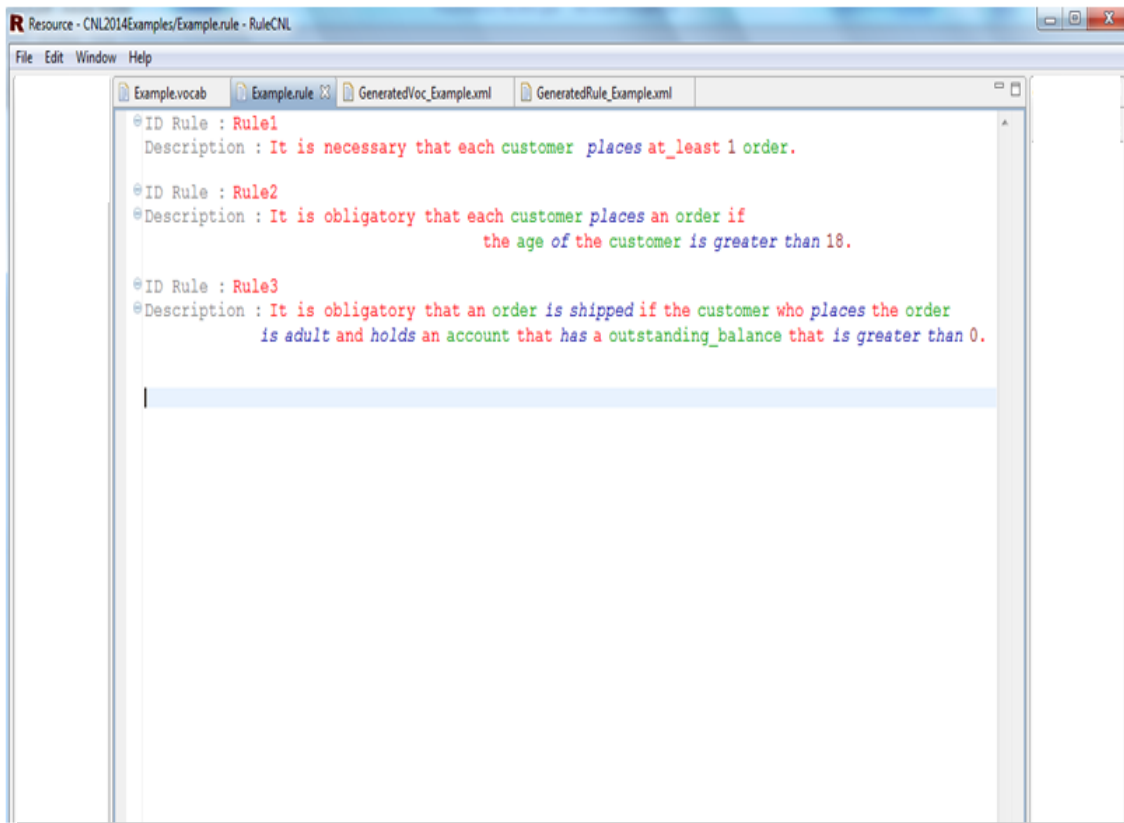 R Resource - CNL2014Examples/Example.rule - RuleCNL
File Edit Window Help
Example.vocab Example.rule GeneratedVoc_Example.xml GeneratedRule_Example.xml
ID Rule : Rule1
Description : It is necessary that each customer places at_least 1 order.
ID Rule : Rule2
Description : It is obligatory that each customer places an order if
the age of the customer is greater than 18.
ID Rule : Rule3
Description : It is obligatory that an order is shipped if the customer who places the order
is adult and holds an account that has a outstanding_balance that is greater than 0.